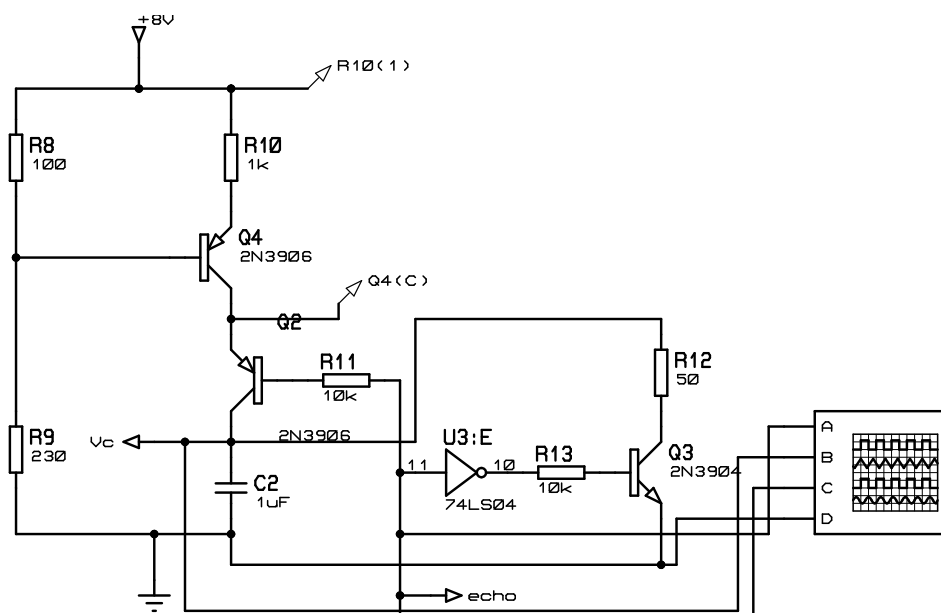 +8V
R10(1)
R8
100
R10
1k
Q4
2N3906
Q4(C)
Q2
R11
10k
R12
50
R9
230
Vc
2N3906
C2
1uF
U3:E
11
10
74LS04
R13
10k
Q3
2N3904
A
B
C
D
echo